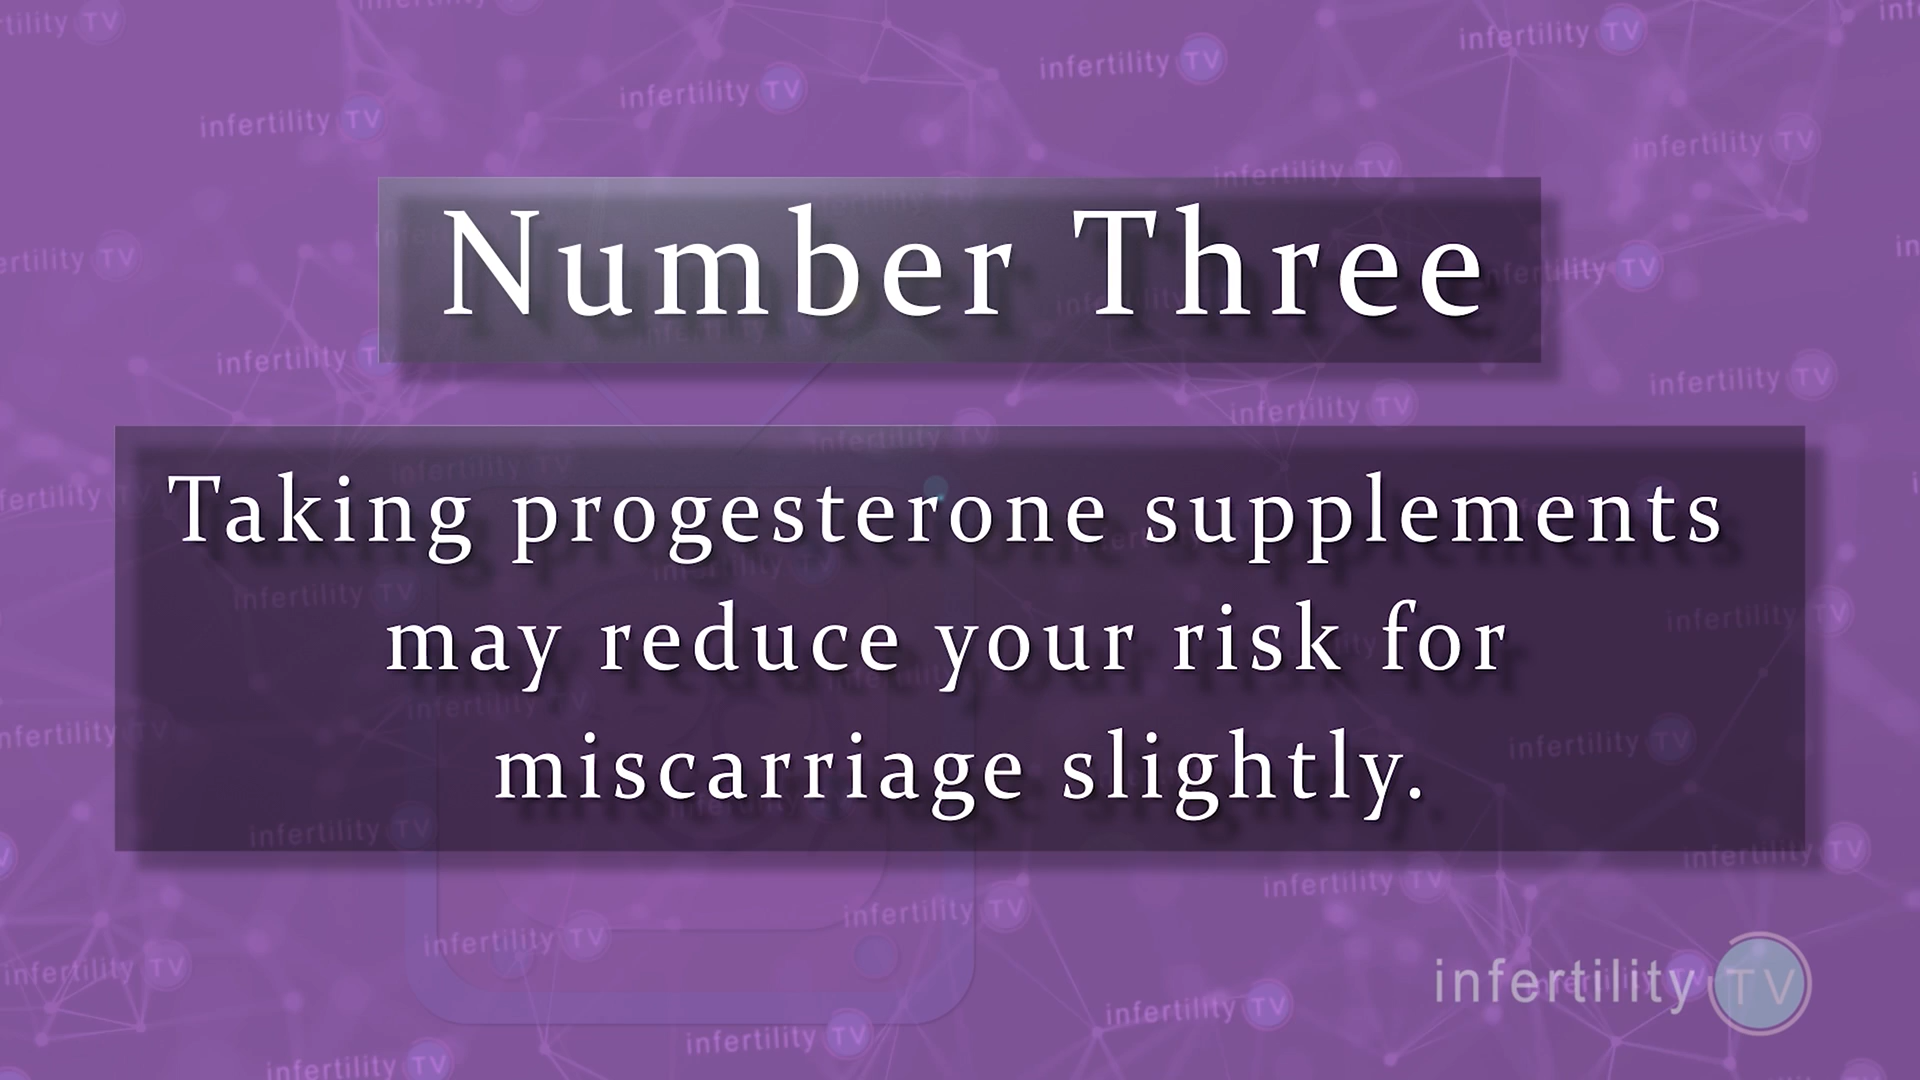 Number Three
Taking progesterone supplements
may reduce your risk for
miscarriage slightly.
infertility TV